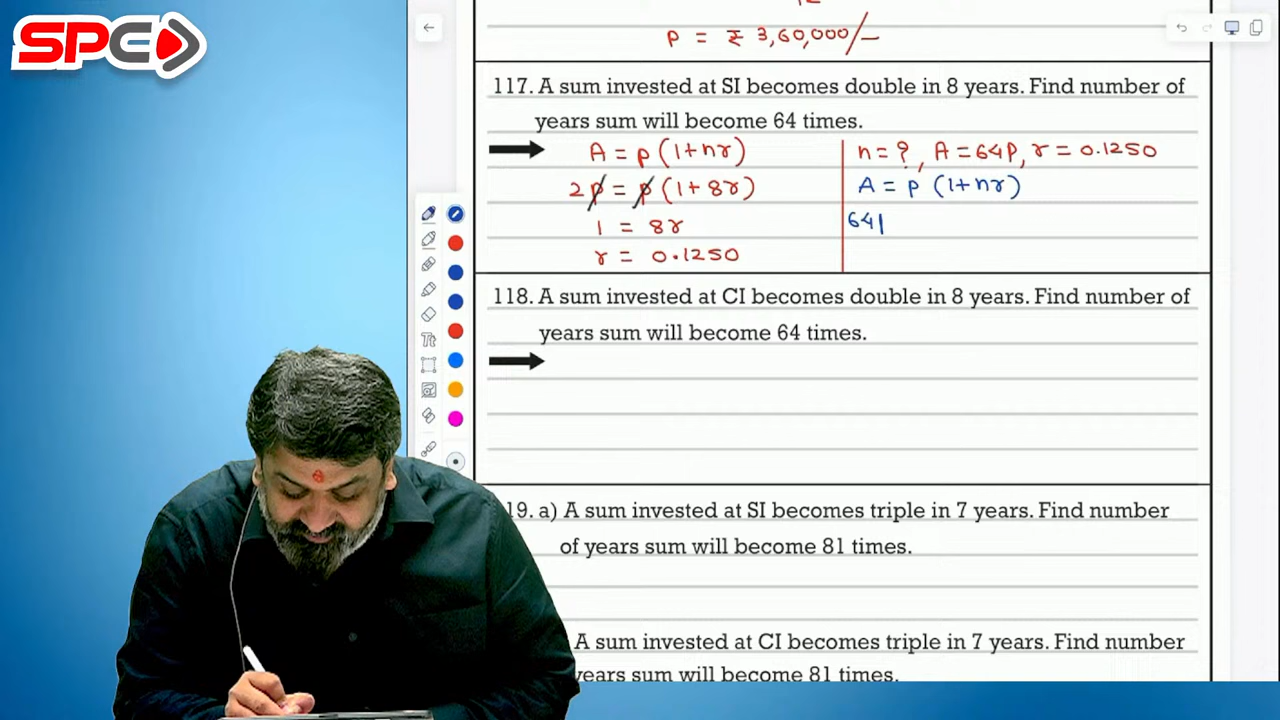 SPC
P = ₹ 3,60,000/-
117. A sum invested at SI becomes double in 8 years. Find number of
years sum will become 64 times.
A = P (1+nr)
2P = P (1+8r)
1 = 8r
r = 0.1250
n = ?, A = 64P, r = 0.1250
A = P (1+nr)
64
118. A sum invested at CI becomes double in 8 years. Find number of
years sum will become 64 times.
19. a) A sum invested at SI becomes triple in 7 years. Find number
of years sum will become 81 times.
A sum invested at CI becomes triple in 7 years. Find number
years sum will become 81 times.